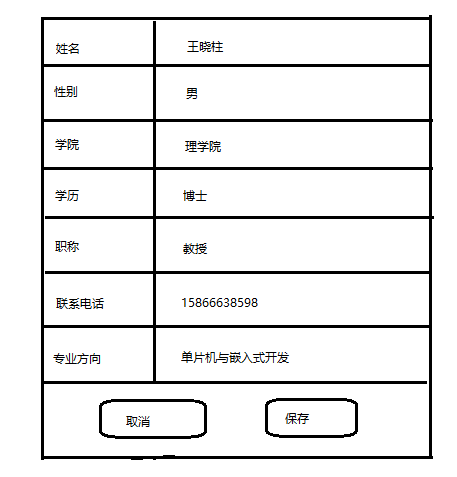 姓名 王晓柱
性别 男
学院 理学院
学历 博士
职称 教授
联系电话 15866638598
专业方向 单片机与嵌入式开发
取消 保存